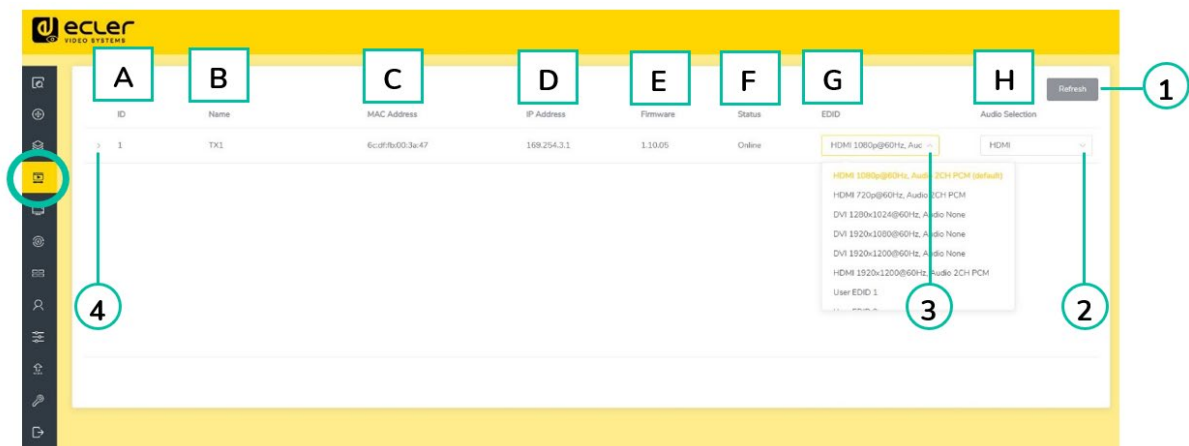 ecler
VIDEO SYSTEMS
A B C D E F G H
Refresh 1
ID Name MAC Address IP Address Firmware Status EDID Audio Selection
1 TX1 6c:df:fb:00:3a:47 169.254.3.1 1.10.05 Online HDMI 1080p@60Hz, Auc HDMI
HDMI 1080p@60Hz, Audio 2CH PCM (default)
HDMI 720p@60Hz, Audio 2CH PCM
DVI 1280x1024@60Hz, Audio None
DVI 1920x1080@60Hz, Audio None
DVI 1920x1200@60Hz, Audio None
HDMI 1920x1200@60Hz, Audio 2CH PCM
User EDID 1
4 3 2